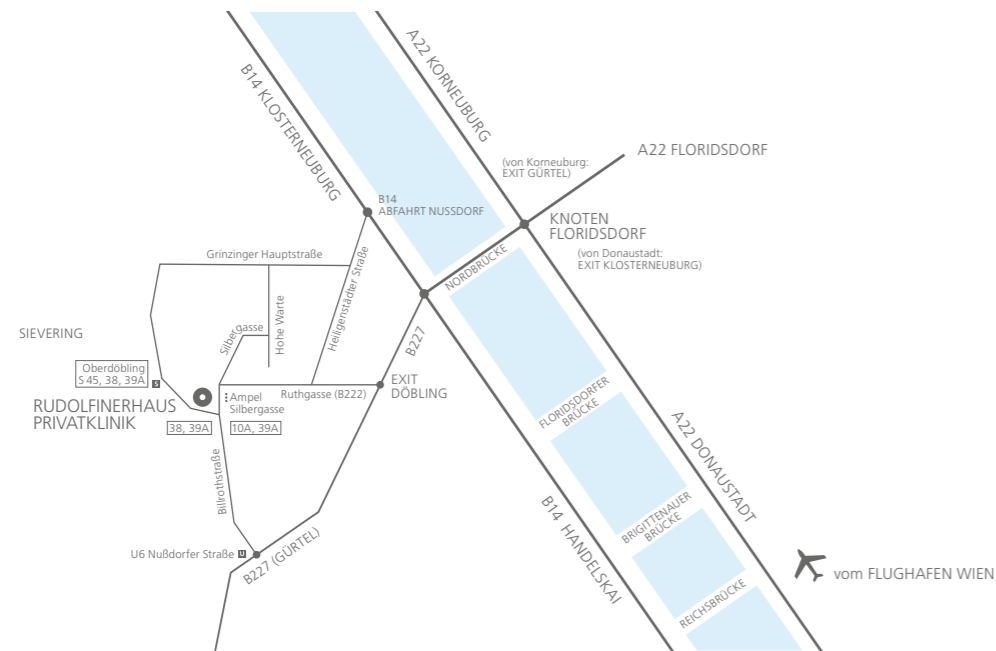 A22 KORNEUBURG
B14 KLOSTERNEUBURG
A22 FLORIDSDORF
(von Korneuburg:
EXIT GÜRTEL)
B14
ABFAHRT NUSSDORF
KNOTEN
FLORIDSDORF
(von Donaustadt:
EXIT KLOSTERNEUBURG)
NORDBRÜCKE
Grinzinger Hauptstraße
Heiligenstädter Straße
Hohe Warte
Silbergasse
SIEVERING
B227
Oberdöbling
S 45, 38, 39A
S
EXIT
DÖBLING
Ruthgasse (B222)
Ampel
Silbergasse
RUDOLFINERHAUS
PRIVATKLINIK
38, 39A
10A, 39A
FLORIDSDORFER
BRÜCKE
A22 DONAUSTADT
Billrothstraße
B14 HANDELSKAI
BRIGITTENAUER
BRÜCKE
U6 Nußdorfer Straße
U
B227 (GÜRTEL)
vom FLUGHAFEN WIEN
REICHSBRÜCKE